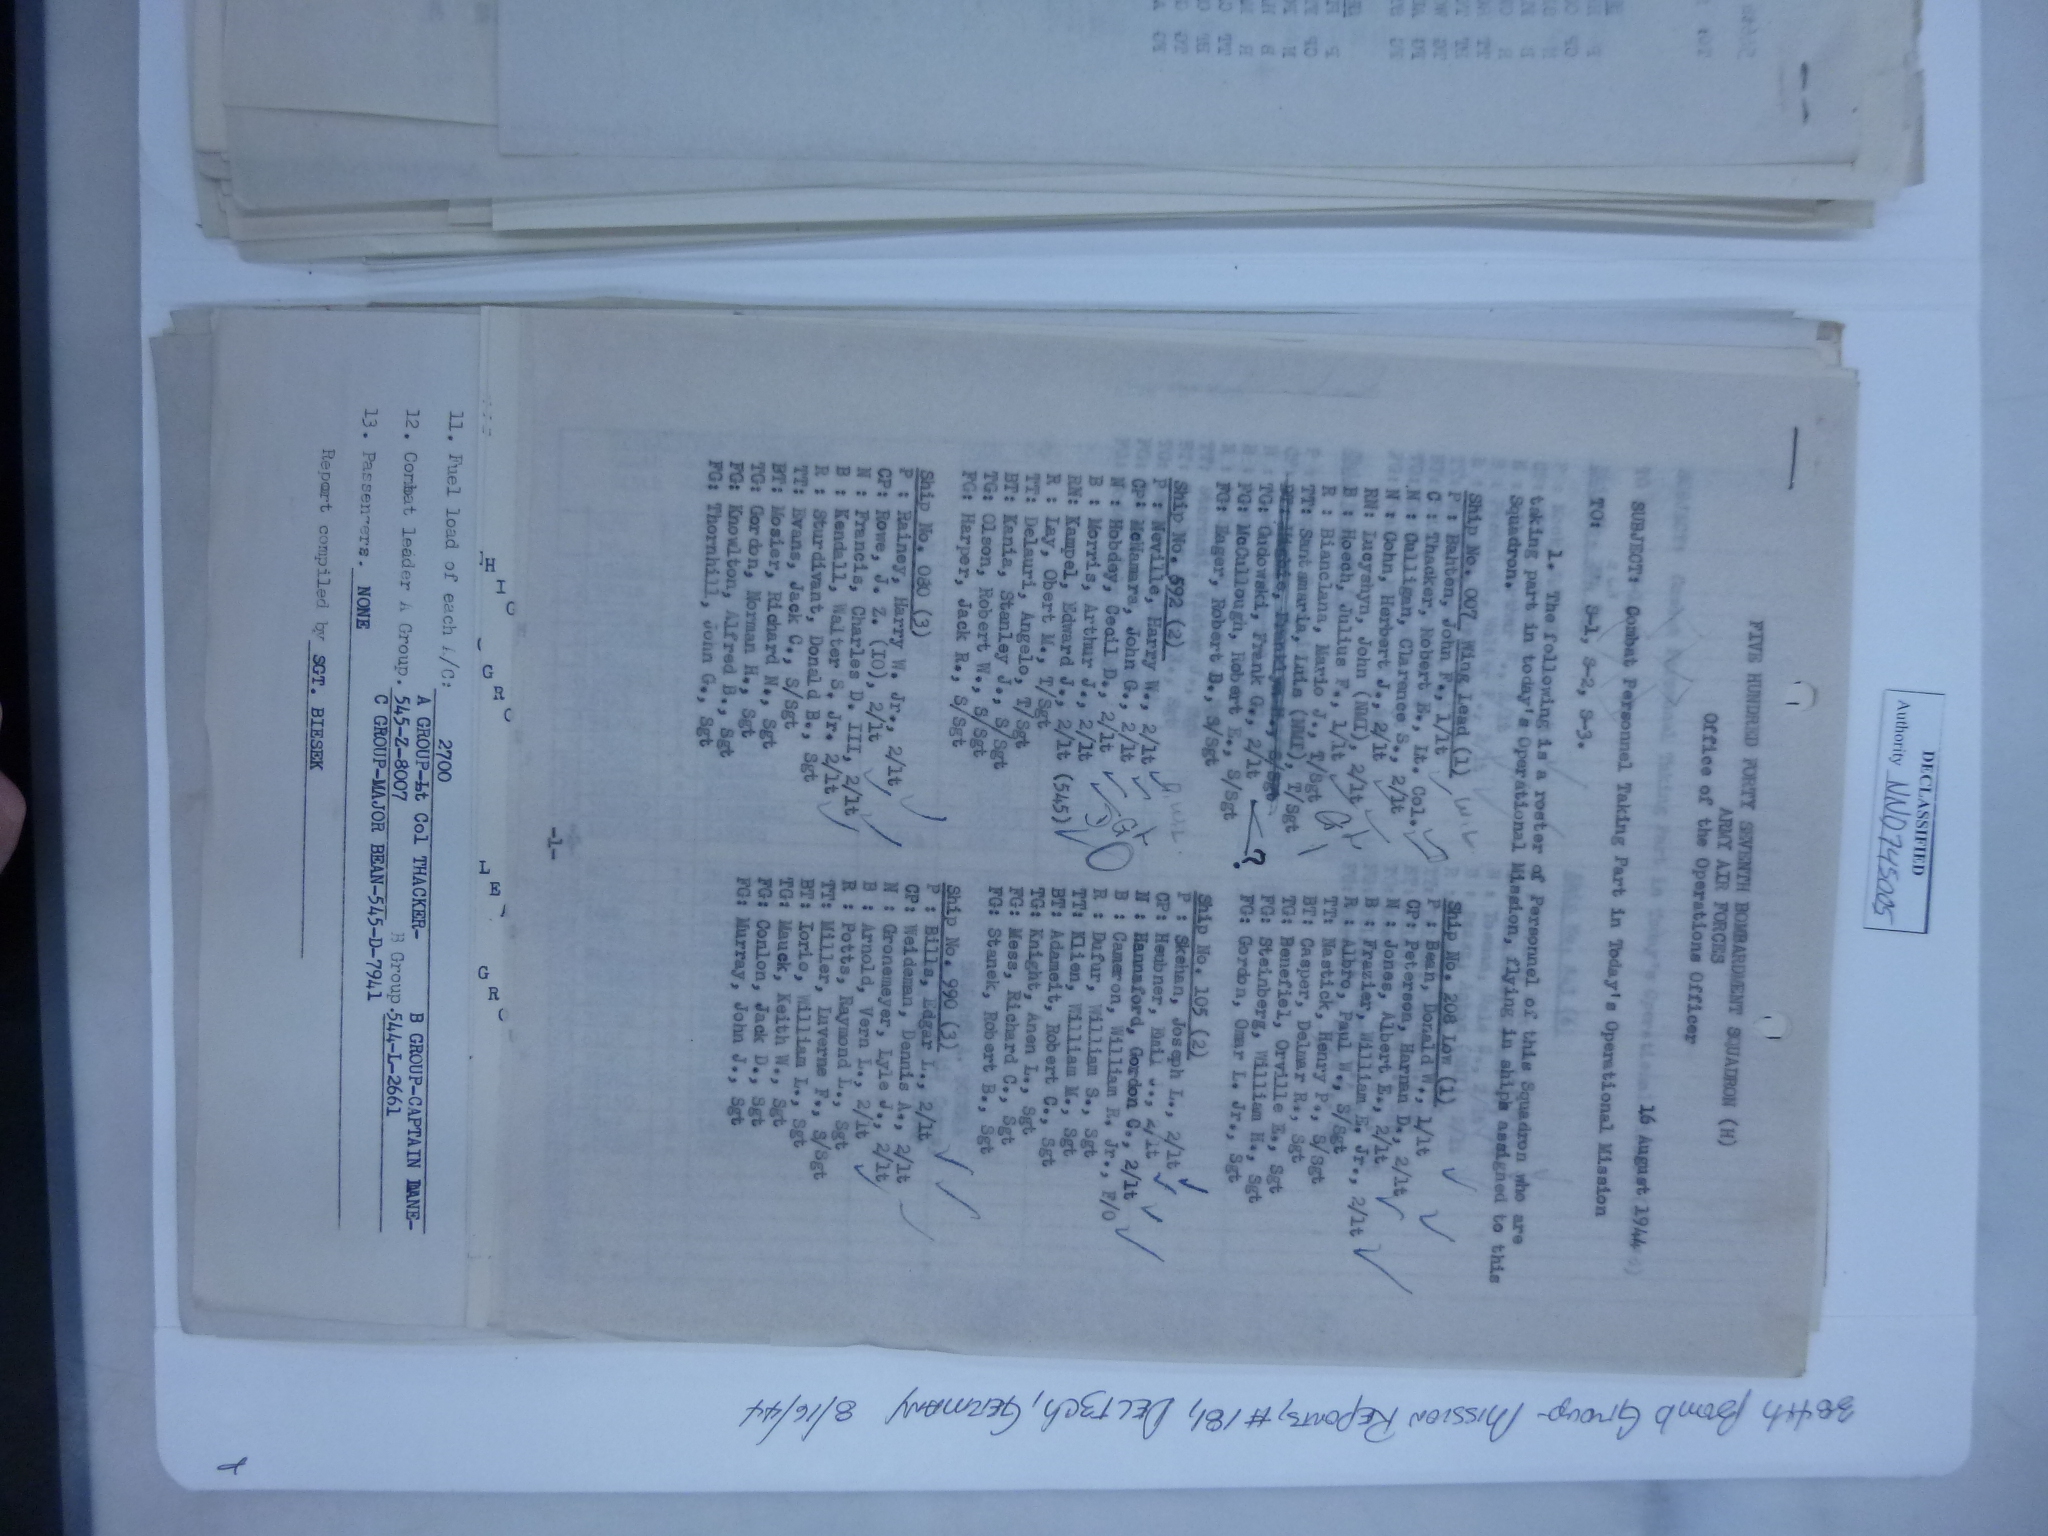 DECLASSIFIED
Authority NND745005
FIVE HUNDRED FORTY SEVENTH BOMBARDMENT SQUADRON (H)
ARMY AIR FORCES
Office of the Operations Officer
16 August 1944
SUBJECT: Combat Personnel Taking Part in Today's Operational Mission
TO: S-1, S-2, S-3.
1. The following is a roster of Personnel of this Squadron who are
taking part in today's Operational Mission, flying in ships assigned to this
Squadron.
Ship No. 007 Wing Lead (1)
P : Bahten, John F., 1/lt
C : Thacker, Robert E., Lt. Col.
N : Culligan, Clarence S., 2/lt
N : Cohn, Herbert J., 2/lt
RN: Lucyshyn, John (NMI), 2/lt
B : Hoech, Julius F., 1/lt
R : Bianciana, Mario J., T/Sgt
TT: Santamaria, Luis (NMI), T/Sgt
TG: Gudowski, Frank G., 2/lt ?
FG: McCullough, Robert E., S/Sgt
FG: Hager, Robert B., S/Sgt
Ship No. 208 Low (1)
P : Bean, Donald W., 1/lt
CP: Peterson, Harman D., 2/lt
N : Jones, Albert E., 2/lt
B : Frazier, William E. Jr., 2/lt
R : Albro, Paul W., S/Sgt
TT: Nastick, Henry P., S/Sgt
BT: Casper, Delmar R., Sgt
TG: Benefiel, Orville E., Sgt
FG: Steinberg, William H., Sgt
FG: Gordon, Omar L. Jr., Sgt
Ship No. 592 (2)
P : Neville, Harry W., 2/lt
CP: McNamara, John G., 2/lt
N : Hobdey, Cecil D., 2/lt
B : Morris, Arthur J., 2/lt
RN: Kampel, Edward J., 2/lt (545)
R : Lay, Obert M., T/Sgt
TT: Delauri, Angelo, T/Sgt
BT: Kania, Stanley J., S/Sgt
TG: Olson, Robert W., S/Sgt
FG: Harper, Jack R., S/Sgt
Ship No. 105 (2)
P : Skehan, Joseph L., 2/lt
CP: Heubner, Emil J., 2/lt
N : Hannaford, Gordon C., 2/lt
B : Cameron, William R. Jr., F/O
R : Dufur, William S., Sgt
TT: Klien, William M., Sgt
BT: Adameit, Robert C., Sgt
TG: Knight, Anen L., Sgt
FG: Mess, Richard C., Sgt
FG: Stanek, Robert B., Sgt
Ship No. 080 (3)
P : Rainey, Harry W. Jr., 2/lt
CP: Rowe, J. Z. (IO), 2/lt
N : Francis, Charles D. III, 2/lt
B : Kendall, Walter S. Jr. 2/lt
R : Sturdivant, Donald B., Sgt
TT: Evans, Jack C., S/Sgt
BT: Mosier, Richard N., Sgt
TG: Gordon, Norman H., Sgt
FG: Knowlton, Alfred B., Sgt
FG: Thornhill, John G., Sgt
Ship No. 990 (3)
P : Bills, Edgar L., 2/lt
CP: Weideman, Dennis A., 2/lt
N : Gronemeyer, Lyle J., 2/lt
B : Arnold, Vern L., 2/lt
R : Potts, Raymond L., Sgt
TT: Miller, Laverne F., S/Sgt
BT: Iorio, William L., Sgt
TG: Mauck, Keith W., Sgt
FG: Conlon, Jack D., Sgt
FG: Murray, John J., Sgt
-1-
11. Fuel load of each A/C: 2700
A GROUP-Lt Col THACKER- B GROUP-CAPTAIN DANE-
12. Combat leader A Group. 545-Z-8007 B Group.544-L-2661
C GROUP-MAJOR BEAN-545-D-7941
13. Passengers. NONE
Report compiled by SGT. BIESEK
384th Bomb Group - Mission Reports, #181, Delitzsch, Germany 8/16/44